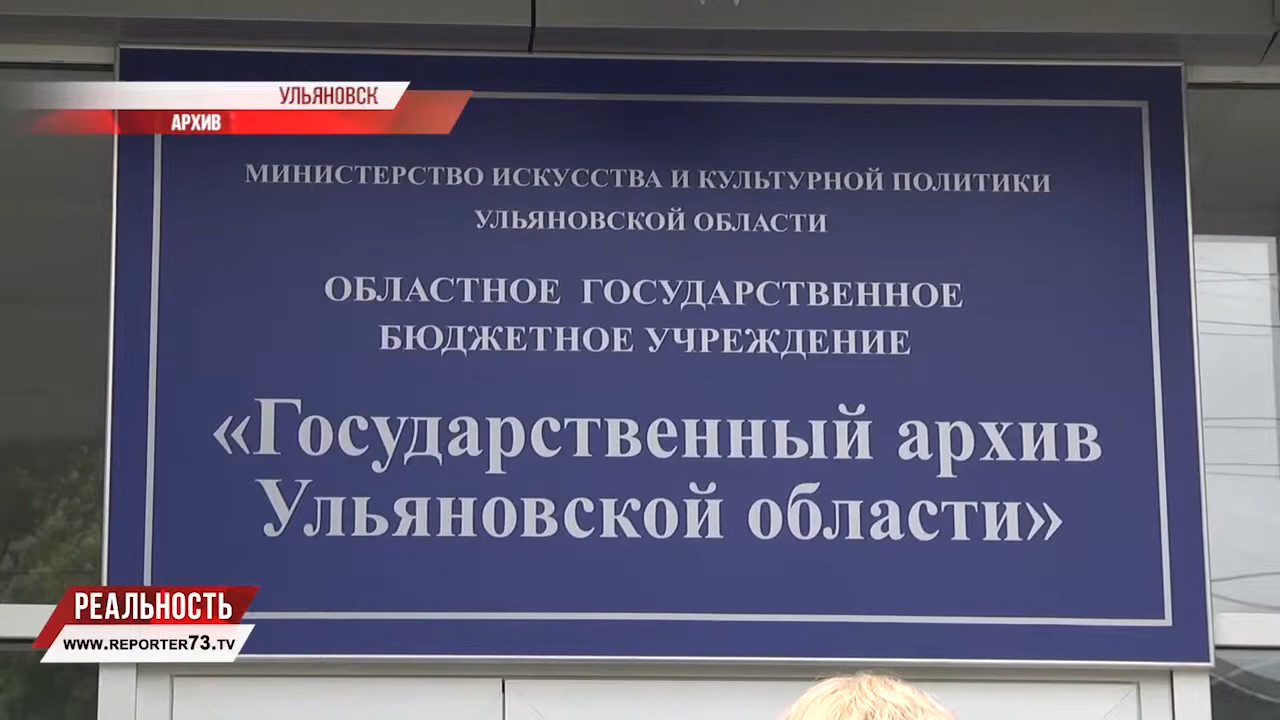 УЛЬЯНОВСК
АРХИВ
МИНИСТЕРСТВО ИСКУССТВА И КУЛЬТУРНОЙ ПОЛИТИКИ
УЛЬЯНОВСКОЙ ОБЛАСТИ
ОБЛАСТНОЕ ГОСУДАРСТВЕННОЕ
БЮДЖЕТНОЕ УЧРЕЖДЕНИЕ
«Государственный архив
Ульяновской области»
РЕАЛЬНОСТЬ
WWW.REPORTER73.TV